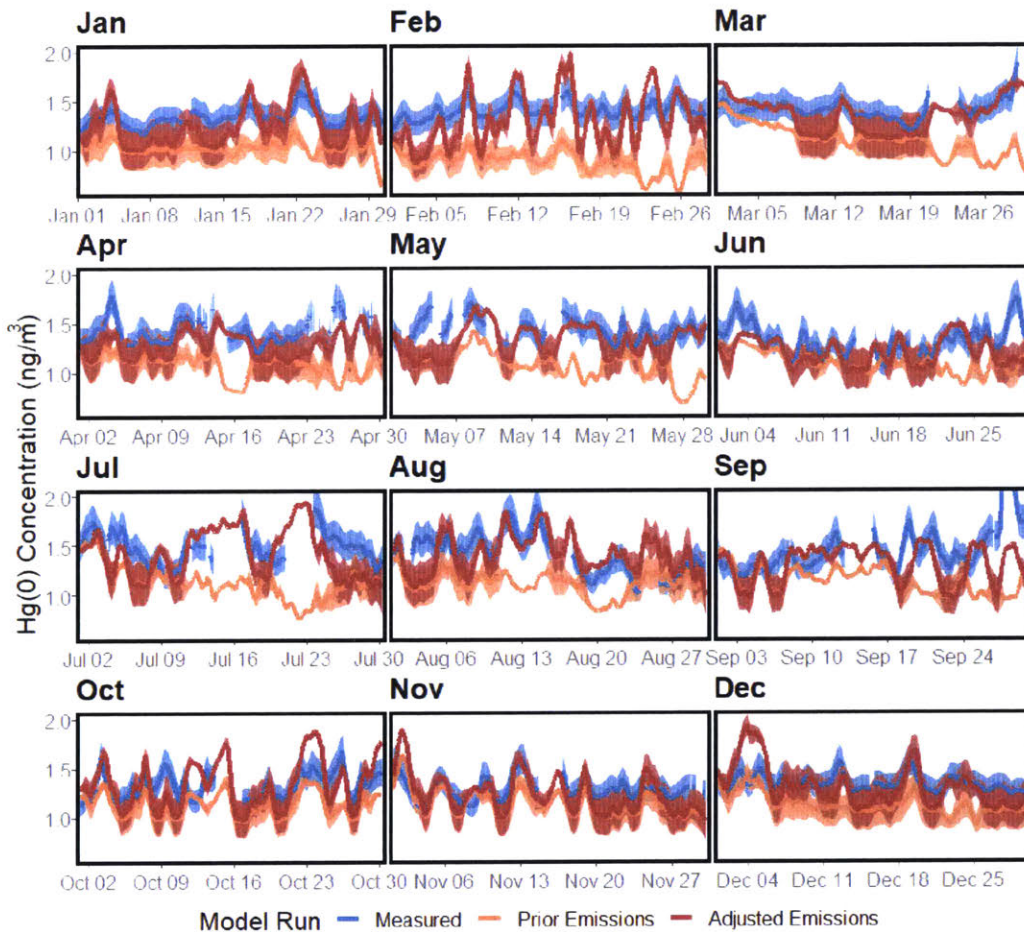 Jan Feb Mar
2.0
1.5
1.0
Jan 01 Jan 08 Jan 15 Jan 22 Jan 29 Feb 05 Feb 12 Feb 19 Feb 26 Mar 05 Mar 12 Mar 19 Mar 26
Apr May Jun
2.0
1.5
1.0
Apr 02 Apr 09 Apr 16 Apr 23 Apr 30 May 07 May 14 May 21 May 28 Jun 04 Jun 11 Jun 18 Jun 25
Hg(0) Concentration (ng/m³)
Jul Aug Sep
2.0
1.5
1.0
Jul 02 Jul 09 Jul 16 Jul 23 Jul 30 Aug 06 Aug 13 Aug 20 Aug 27 Sep 03 Sep 10 Sep 17 Sep 24
Oct Nov Dec
2.0
1.5
1.0
Oct 02 Oct 09 Oct 16 Oct 23 Oct 30 Nov 06 Nov 13 Nov 20 Nov 27 Dec 04 Dec 11 Dec 18 Dec 25
Model Run Measured Prior Emissions Adjusted Emissions